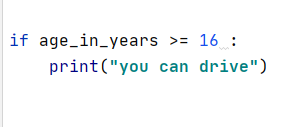 if age_in_years >= 16 :
    print("you can drive")